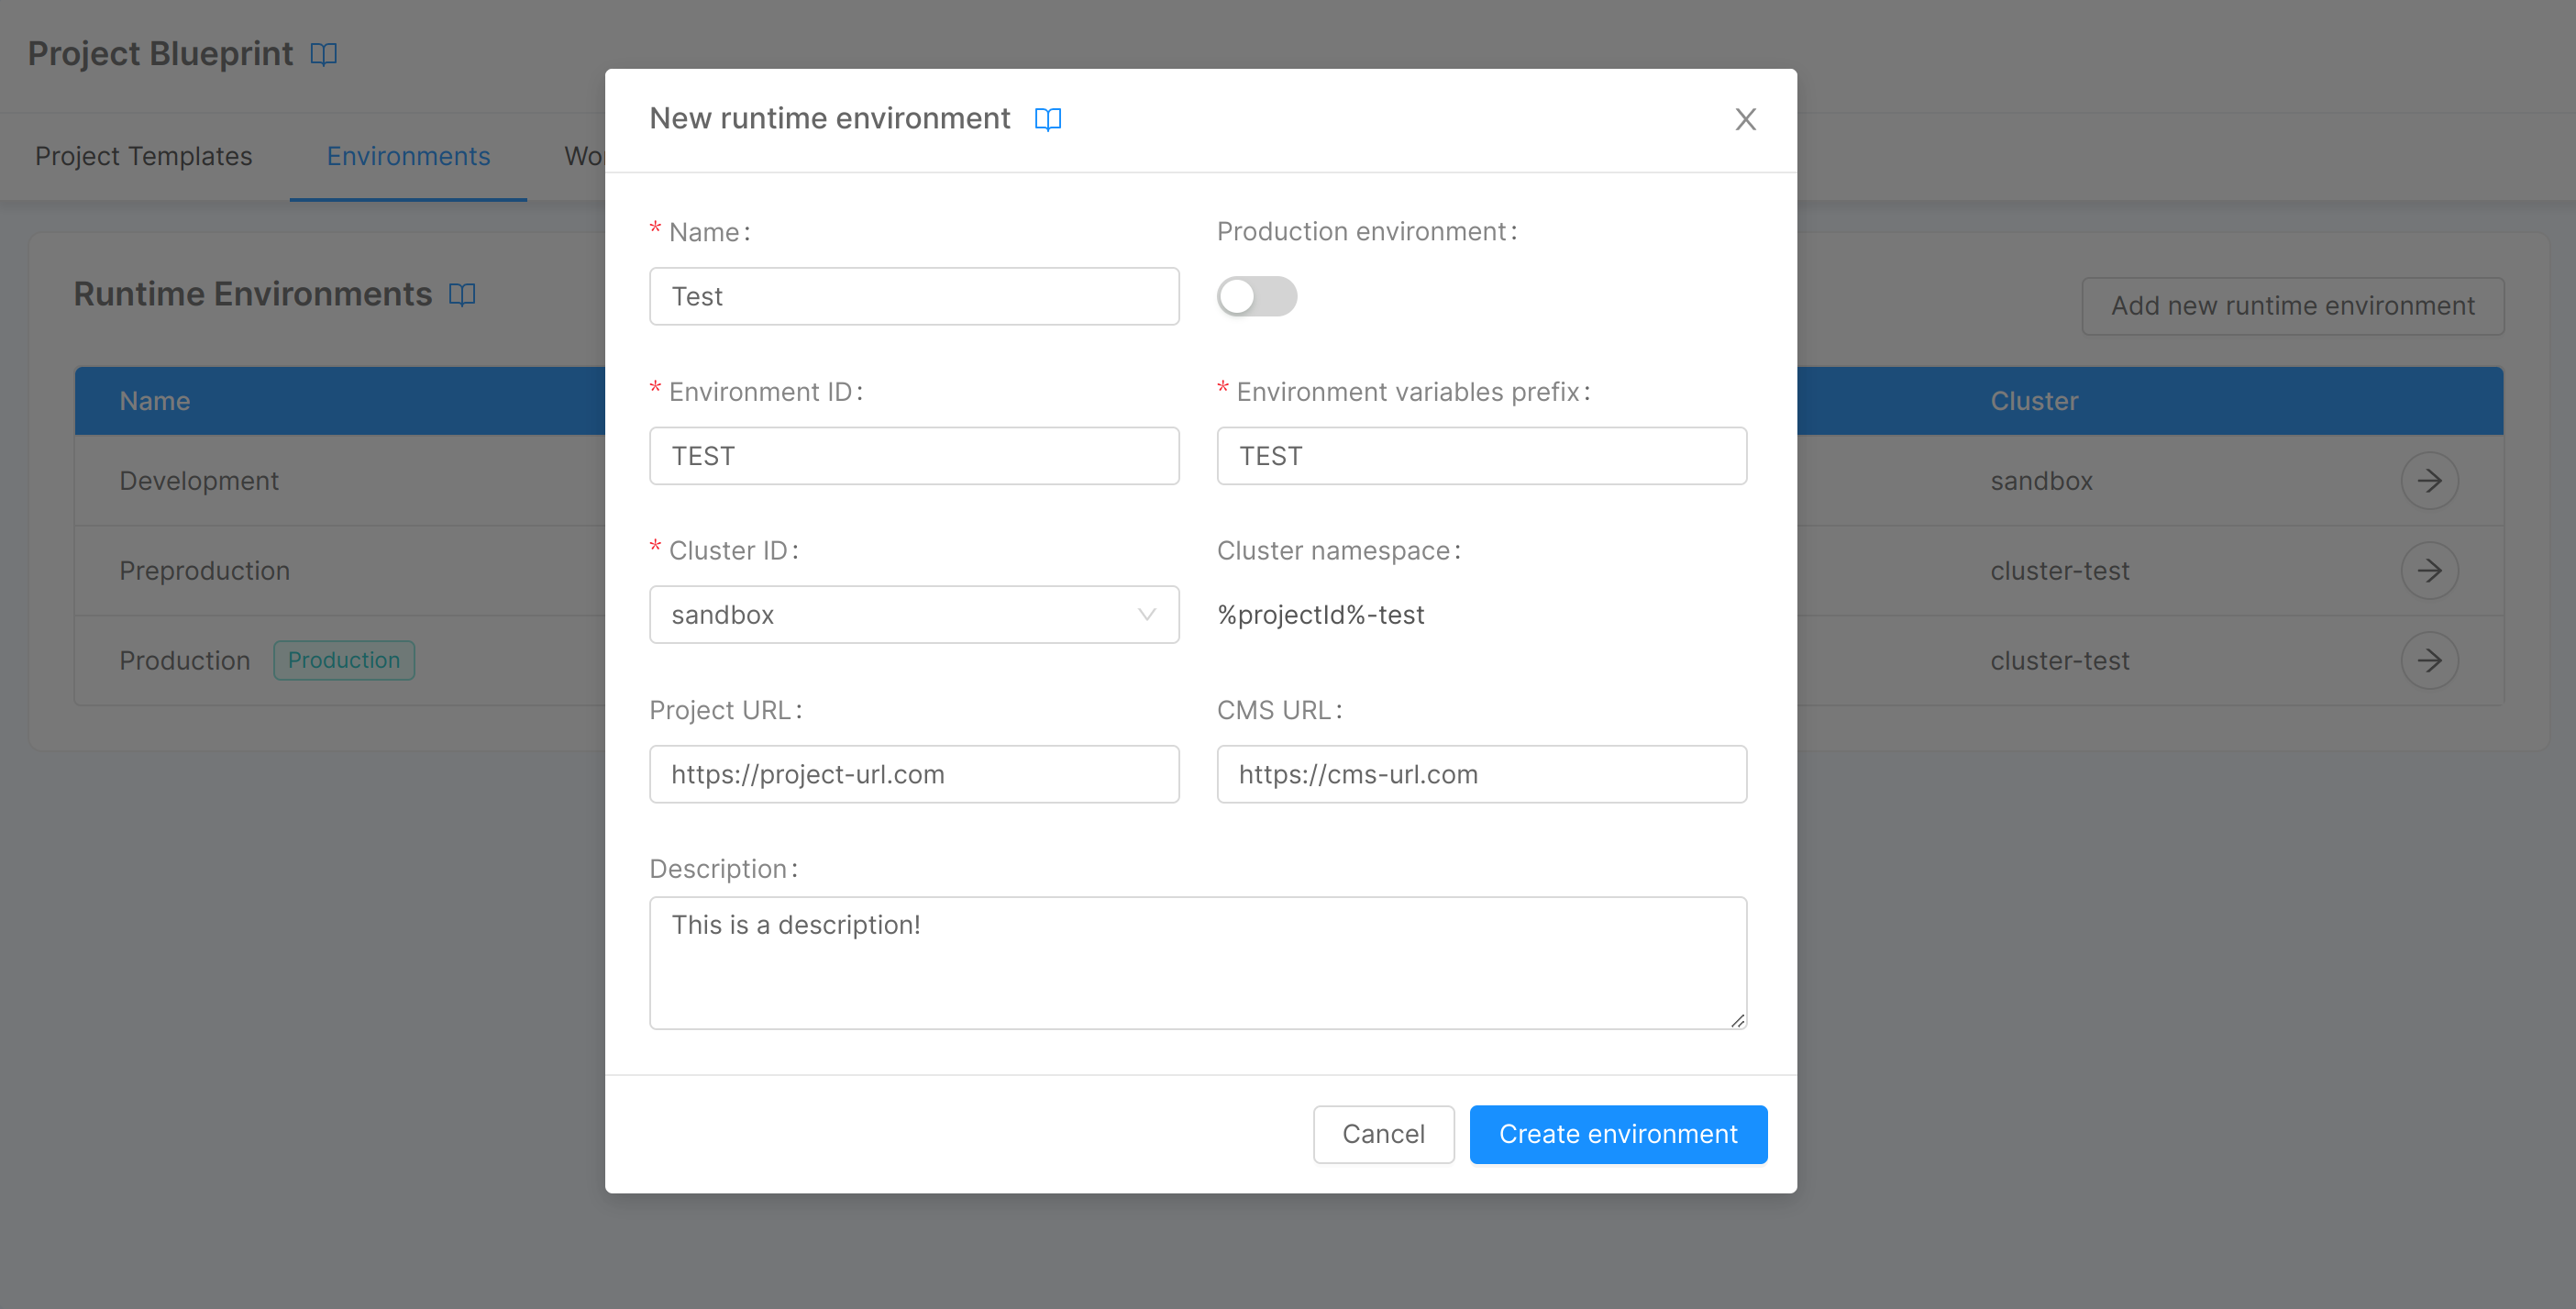 Project Blueprint
Project Templates Environments
Runtime Environments
Add new runtime environment
Name Cluster
Development sandbox
Preproduction cluster-test
Production Production cluster-test
New runtime environment
* Name: Production environment:
Test
* Environment ID: * Environment variables prefix:
TEST TEST
* Cluster ID: Cluster namespace:
sandbox %projectId%-test
Project URL: CMS URL:
https://project-url.com https://cms-url.com
Description:
This is a description!
Cancel Create environment